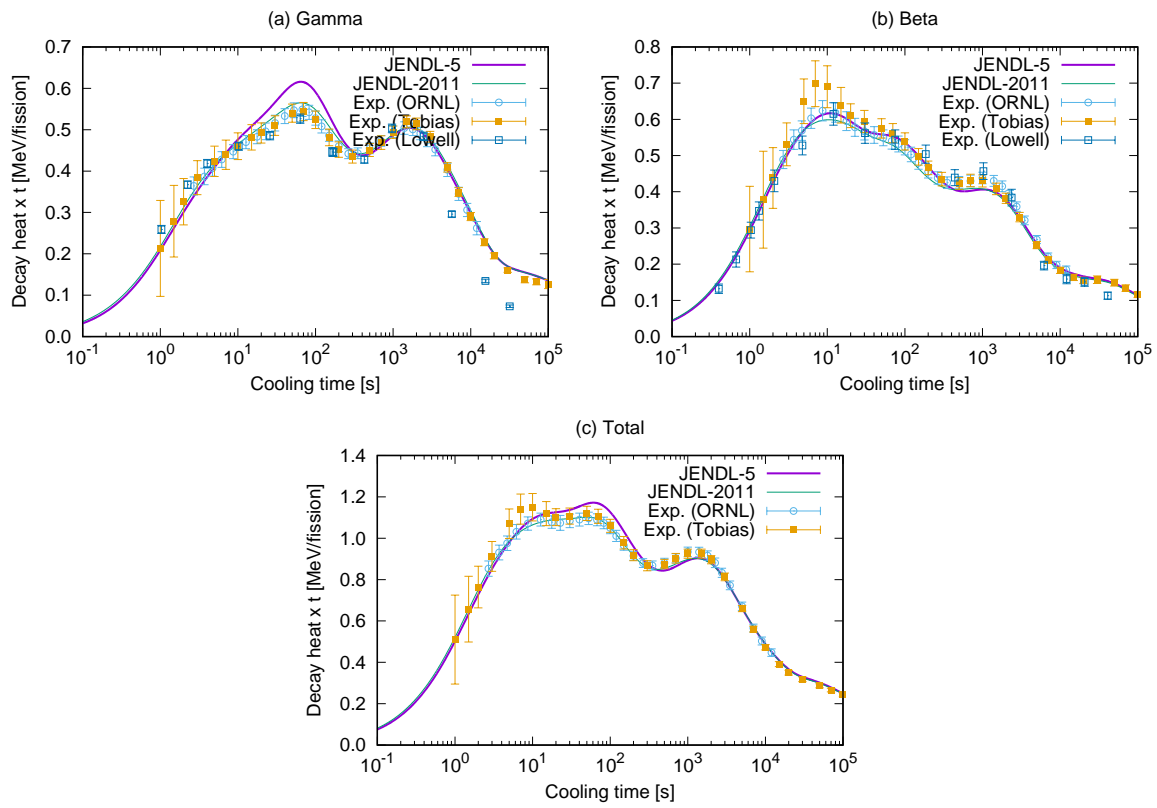 (a) Gamma
Decay heat x t [MeV/fission]
0.7
0.6
0.5
0.4
0.3
0.2
0.1
0.0
10⁻¹ 10⁰ 10¹ 10² 10³ 10⁴ 10⁵
Cooling time [s]
JENDL-5
JENDL-2011
Exp. (ORNL)
Exp. (Tobias)
Exp. (Lowell)
(b) Beta
Decay heat x t [MeV/fission]
0.8
0.7
0.6
0.5
0.4
0.3
0.2
0.1
0.0
10⁻¹ 10⁰ 10¹ 10² 10³ 10⁴ 10⁵
Cooling time [s]
JENDL-5
JENDL-2011
Exp. (ORNL)
Exp. (Tobias)
Exp. (Lowell)
(c) Total
Decay heat x t [MeV/fission]
1.4
1.2
1.0
0.8
0.6
0.4
0.2
0.0
10⁻¹ 10⁰ 10¹ 10² 10³ 10⁴ 10⁵
Cooling time [s]
JENDL-5
JENDL-2011
Exp. (ORNL)
Exp. (Tobias)